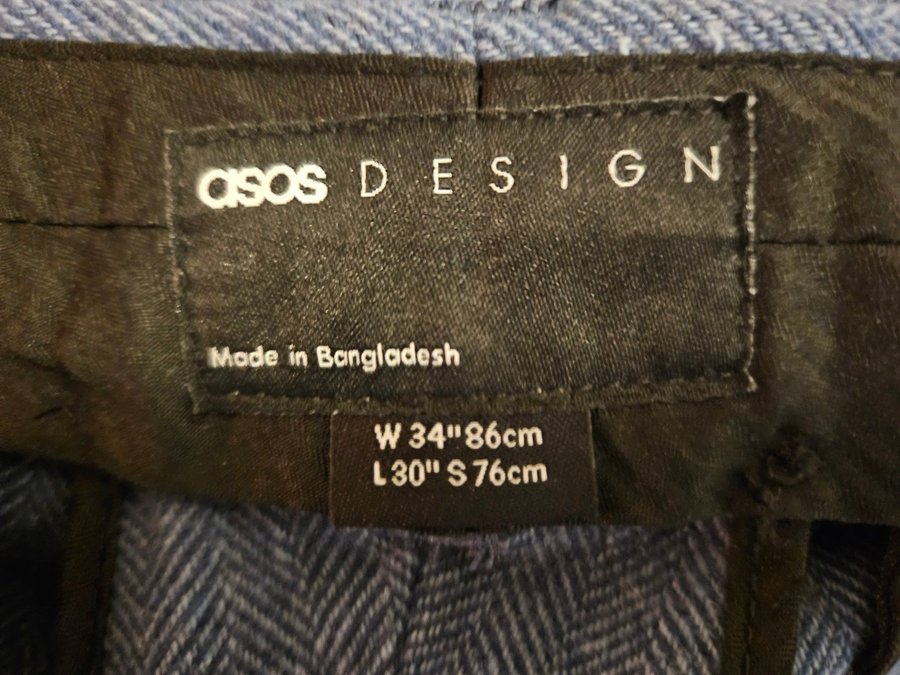 asos DESIGN
Made in Bangladesh
W 34" 86cm
L 30" S 76cm